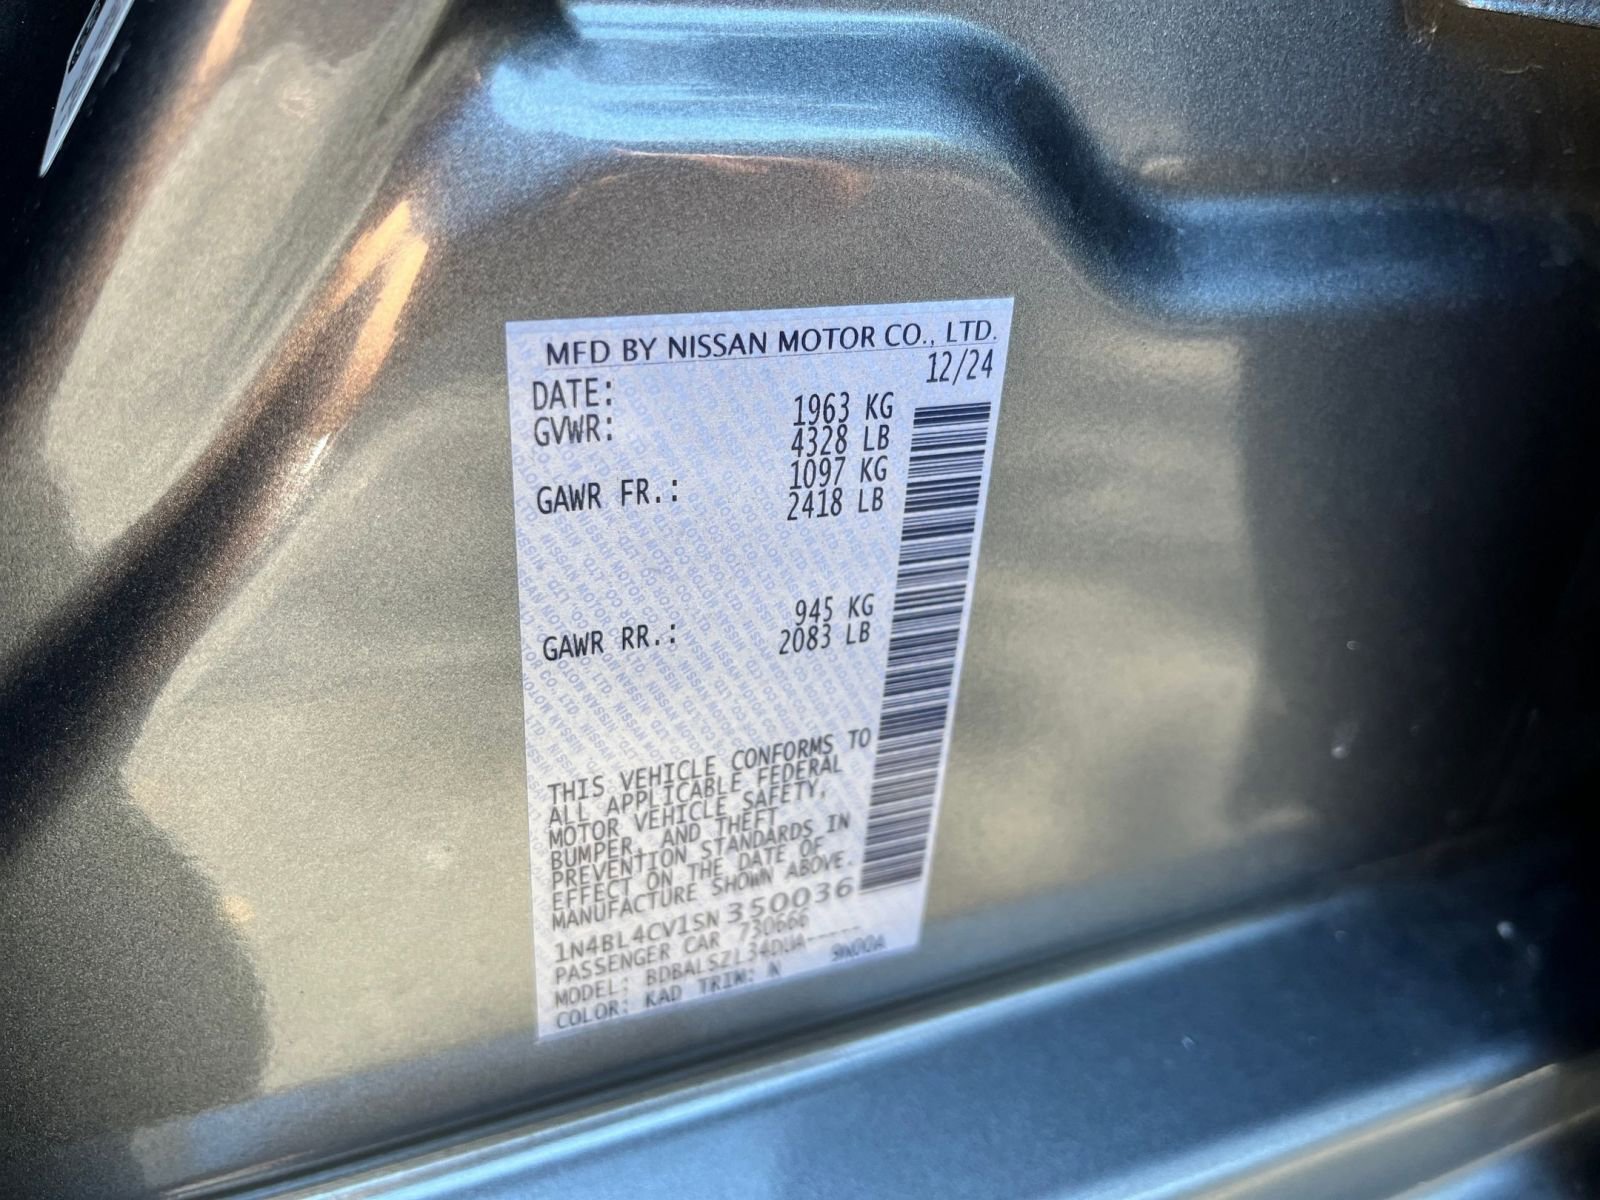 MFD BY NISSAN MOTOR CO., LTD.
DATE: 12/24
GVWR: 1963 KG
4328 LB
GAWR FR.: 1097 KG
2418 LB
GAWR RR.: 945 KG
2083 LB
THIS VEHICLE CONFORMS TO
ALL APPLICABLE FEDERAL
MOTOR VEHICLE SAFETY,
BUMPER, AND THEFT
PREVENTION STANDARDS IN
EFFECT ON THE DATE OF
MANUFACTURE SHOWN ABOVE.
1N4BL4CV1SN350036
PASSENGER CAR 730666
MODEL: BDBALSZL34DUA-----
COLOR: KAD TRIM: N 9N00A